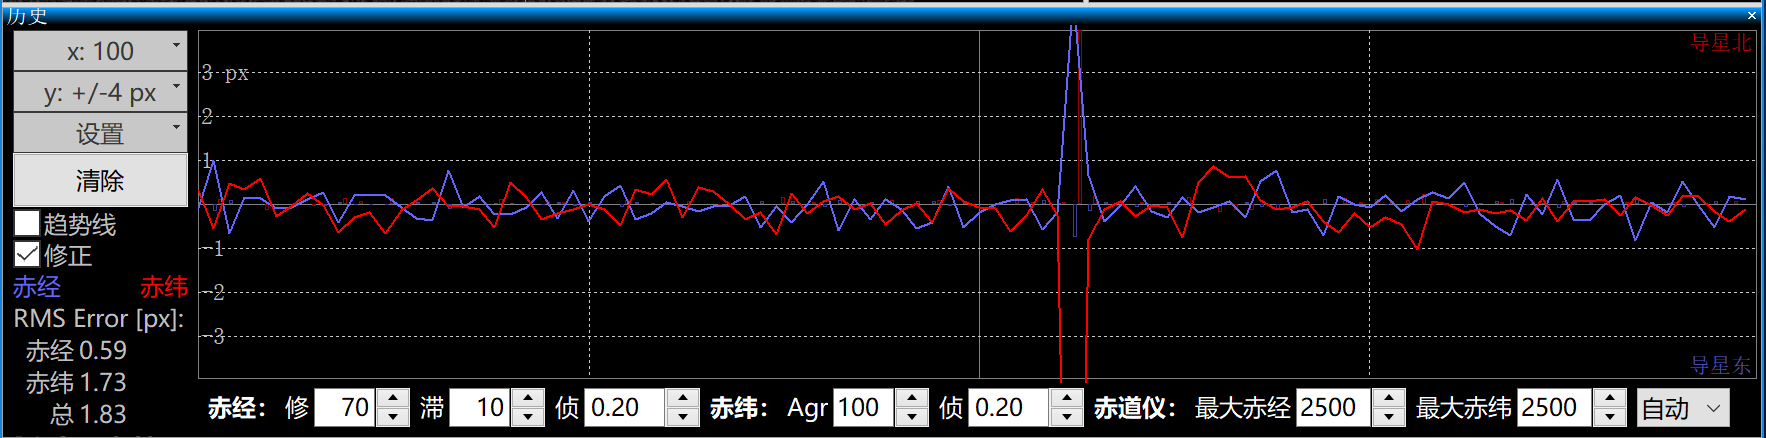 历史
x: 100
y: +/-4 px
设置
清除
趋势线
修正
赤经 赤纬
RMS Error [px]:
赤经 0.59
赤纬 1.73
总 1.83
导星北
3 px
2
1
-1
-2
-3
导星东
赤经： 修 70 滞 10 侦 0.20 赤纬： Agr 100 侦 0.20 赤道仪： 最大赤经 2500 最大赤纬 2500 自动